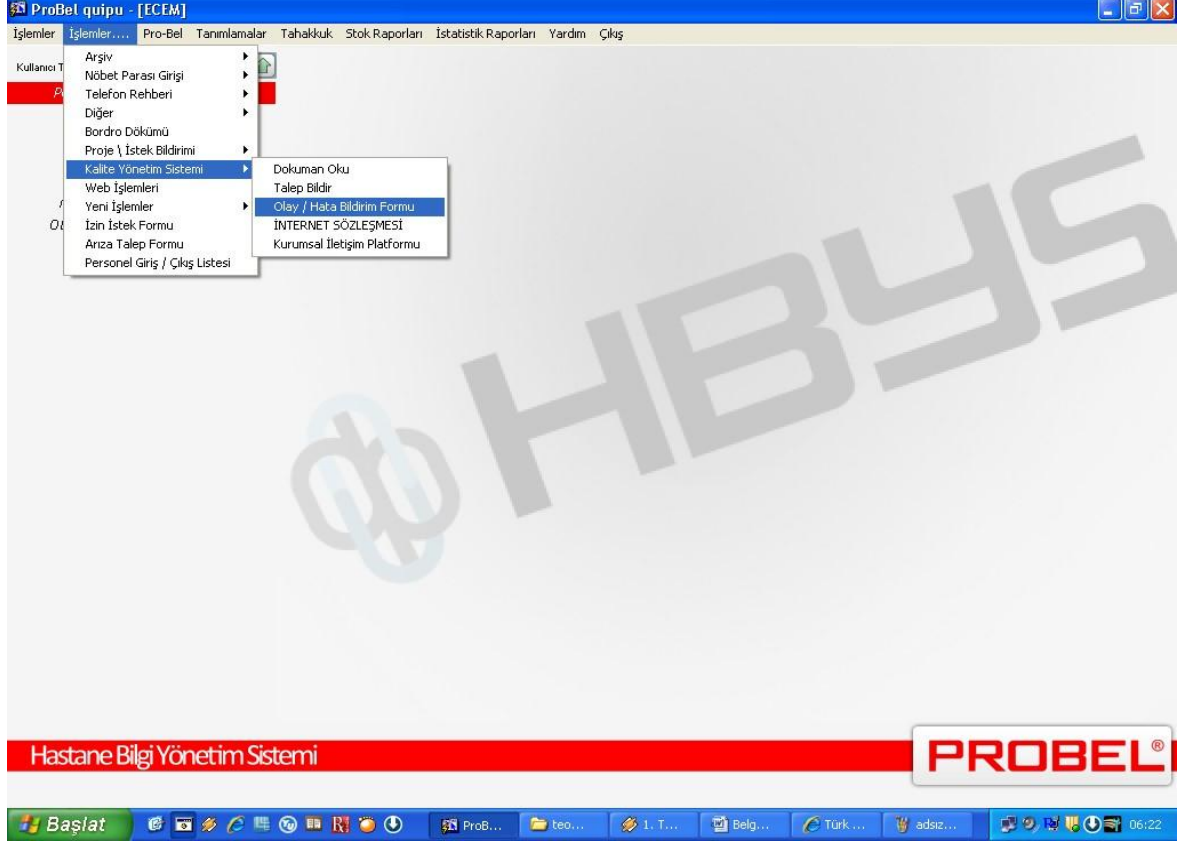 ProBel quipu - [ECEM]
İşlemler İşlemler.... Pro-Bel Tanımlamalar Tahakkuk Stok Raporları İstatistik Raporları Yardım Çıkış
Kullanıcı T
Arşiv
Nöbet Parası Girişi
Telefon Rehberi
Diğer
Bordro Dökümü
Proje \ İstek Bildirimi
Kalite Yönetim Sistemi
Web İşlemleri
Yeni İşlemler
İzin İstek Formu
Arıza Talep Formu
Personel Giriş / Çıkış Listesi
Dokuman Oku
Talep Bildir
Olay / Hata Bildirim Formu
İNTERNET SÖZLEŞMESİ
Kurumsal İletişim Platformu
HBYS
Hastane Bilgi Yönetim Sistemi
PROBEL®
Başlat ProB... teo... 1. T... Belg... Türk ... adsız... 06:22